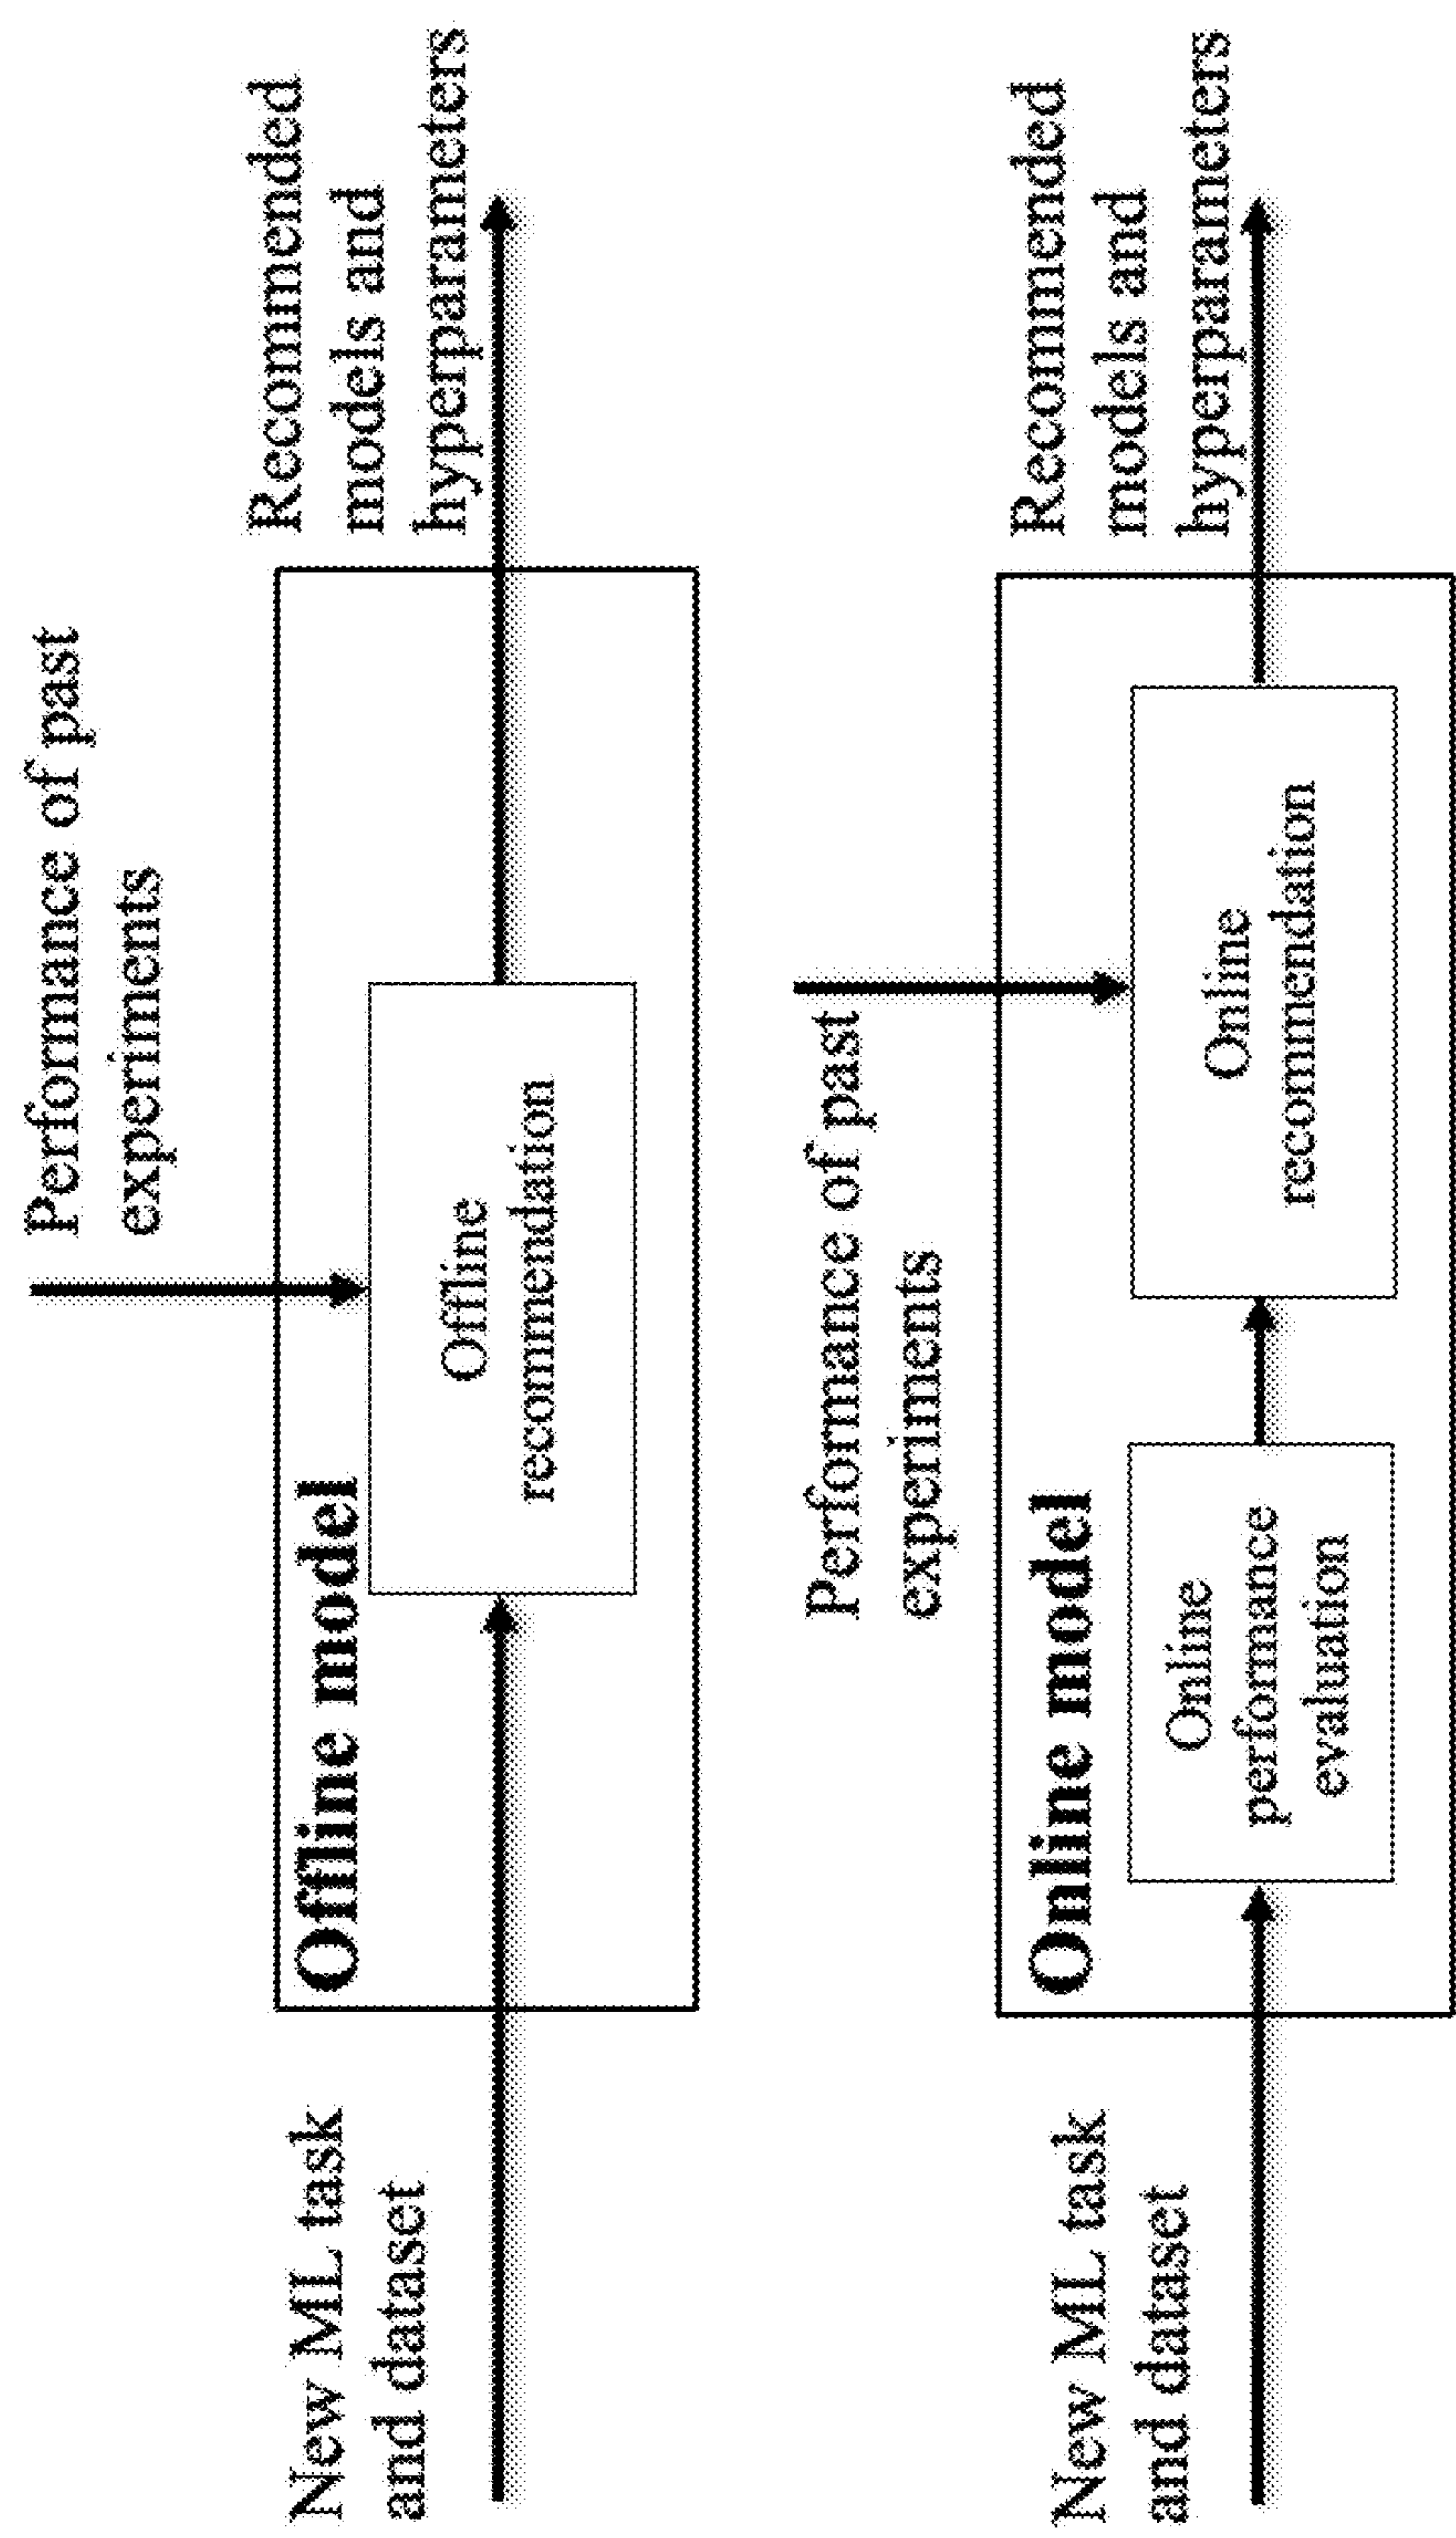 Performance of past
experiments
Offline model
New ML task
and dataset
Offline
recommendation
Recommended
models and
hyperparameters
Performance of past
experiments
Online model
New ML task
and dataset
Online
performance
evaluation
Online
recommendation
Recommended
models and
hyperparameters